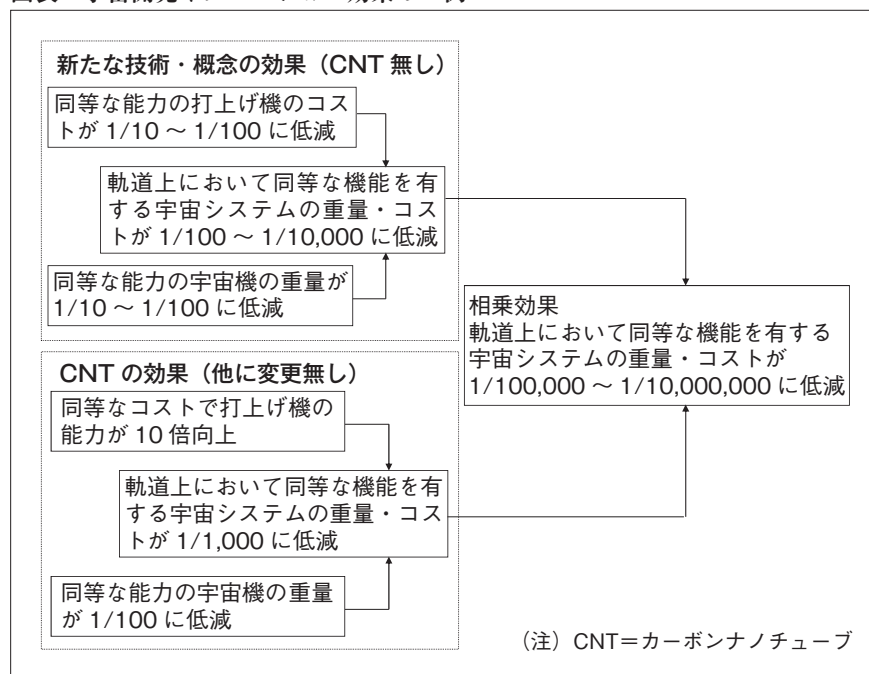 新たな技術・概念の効果（CNT 無し）
同等な能力の打上げ機のコス
トが 1/10 ～ 1/100 に低減
軌道上において同等な機能を有
する宇宙システムの重量・コス
トが 1/100 ～ 1/10,000 に低減
同等な能力の宇宙機の重量が
1/10 ～ 1/100 に低減
CNT の効果（他に変更無し）
同等なコストで打上げ機の
能力が 10 倍向上
軌道上において同等な機能を有
する宇宙システムの重量・コス
トが 1/1,000 に低減
同等な能力の宇宙機の重量
が 1/100 に低減
相乗効果
軌道上において同等な機能を有する
宇宙システムの重量・コストが
1/100,000 ～ 1/10,000,000 に低減
（注）CNT＝カーボンナノチューブ